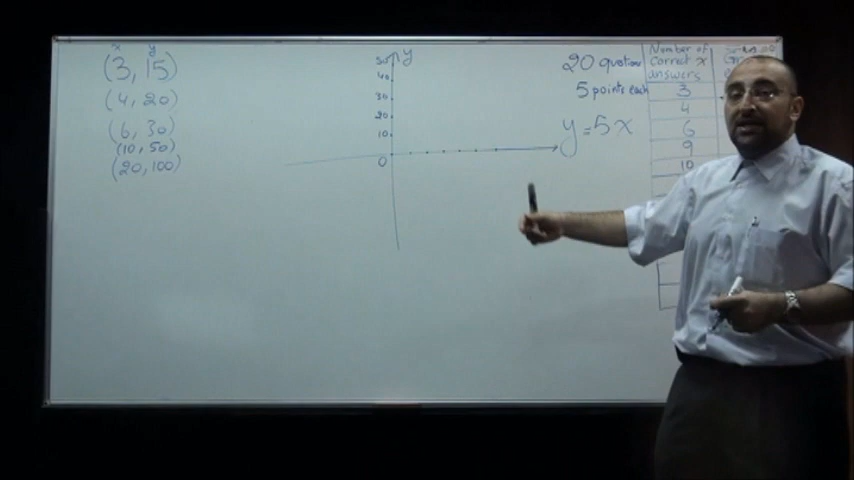 x y
(3, 15)
(4, 20)
(6, 30)
(10, 50)
(20, 100)
y
50
40
30
20
10
0
20 questions
5 points each
y = 5x
Number of
Correct x
answers
3
4
6
9
10